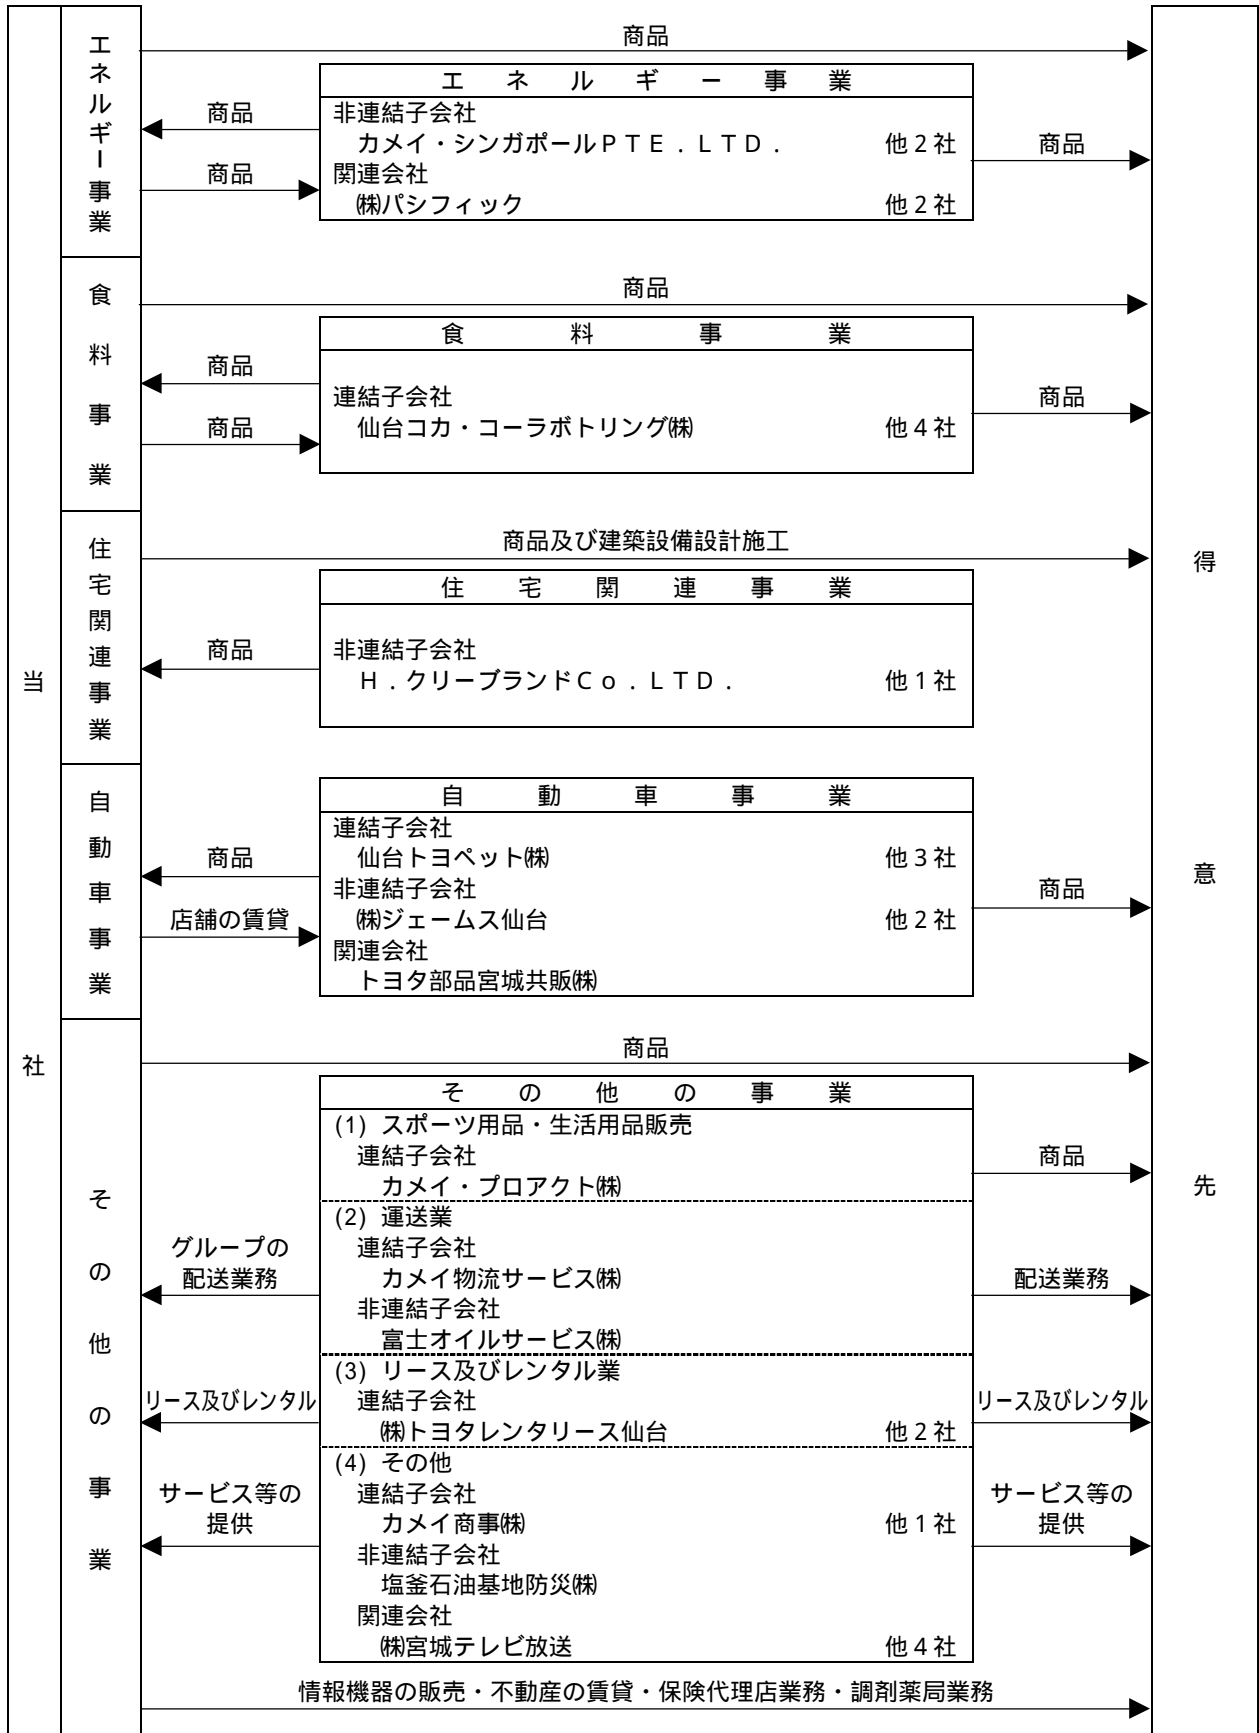 当社
エネルギー事業
商品
エネルギー事業
商品
商品
非連結子会社
カメイ・シンガポールＰＴＥ．ＬＴＤ． 他２社
関連会社
㈱パシフィック 他２社
商品
食料事業
商品
食料事業
商品
商品
連結子会社
仙台コカ・コーラボトリング㈱ 他４社
商品
住宅関連事業
商品及び建築設備設計施工
住宅関連事業
商品
非連結子会社
Ｈ．クリーブランドＣｏ．ＬＴＤ． 他１社
自動車事業
自動車事業
商品
店舗の賃貸
連結子会社
仙台トヨペット㈱ 他３社
非連結子会社
㈱ジェームス仙台 他２社
関連会社
トヨタ部品宮城共販㈱
商品
その他の事業
商品
その他の事業
(1) スポーツ用品・生活用品販売
連結子会社
カメイ・プロアクト㈱
商品
グループの
配送業務
(2) 運送業
連結子会社
カメイ物流サービス㈱
非連結子会社
富士オイルサービス㈱
配送業務
リース及びレンタル
(3) リース及びレンタル業
連結子会社
㈱トヨタレンタリース仙台 他２社
リース及びレンタル
サービス等の
提供
(4) その他
連結子会社
カメイ商事㈱ 他１社
非連結子会社
塩釜石油基地防災㈱
関連会社
㈱宮城テレビ放送 他４社
サービス等の
提供
情報機器の販売・不動産の賃貸・保険代理店業務・調剤薬局業務
得意先